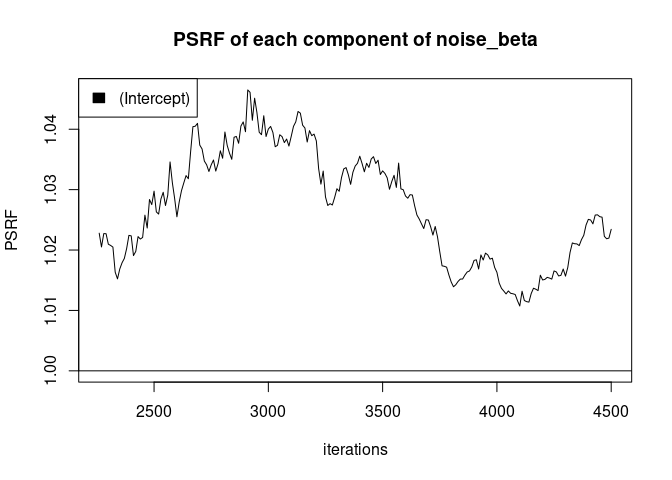 PSRF of each component of noise_beta
(Intercept)
PSRF
1.04
1.03
1.02
1.01
1.00
2500 3000 3500 4000 4500
iterations